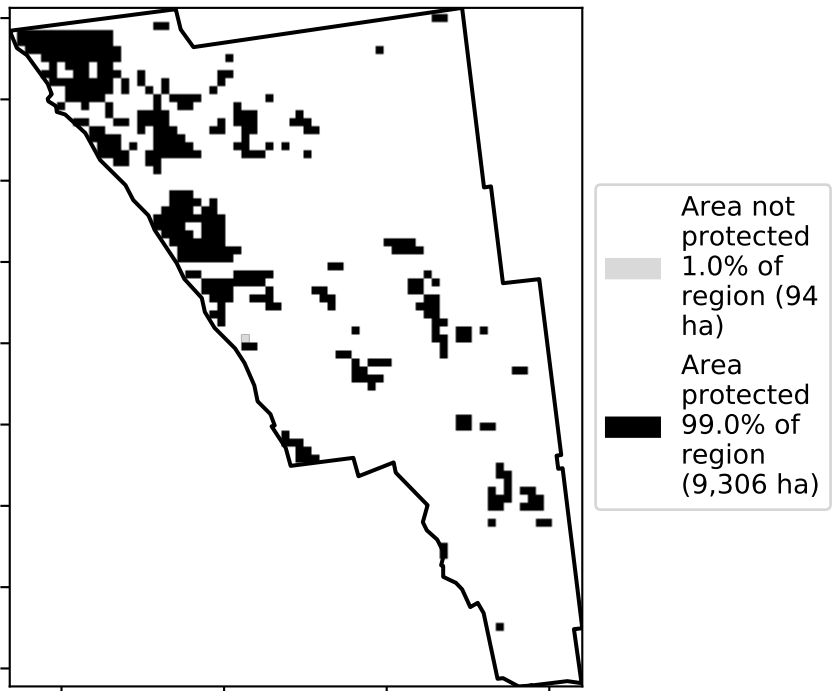 Area not
protected
1.0% of
region (94
ha)
Area
protected
99.0% of
region
(9,306 ha)